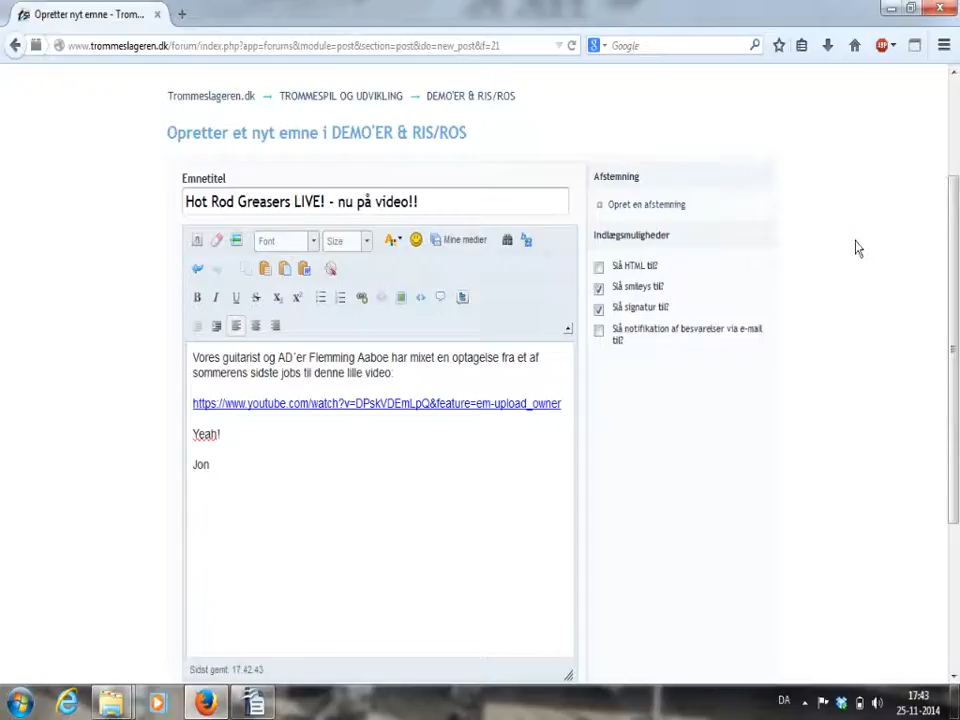 Opretter nyt emne - Trom...
www.trommeslageren.dk/forum/index.php?app=forums&module=post&section=post&do=new_post&f=21
Google
ABP
Trommeslageren.dk → TROMMESPIL OG UDVIKLING → DEMO'ER & RIS/ROS
Opretter et nyt emne i DEMO'ER & RIS/ROS
Emnetitel
Hot Rod Greasers LIVE! - nu på video!!
Font
Size
Mine medier
Vores guitarist og AD´er Flemming Aaboe har mixet en optagelse fra et af
sommerens sidste jobs til denne lille video:
https://www.youtube.com/watch?v=DPskVDEmLpQ&feature=em-upload_owner
Yeah!
Jon
Sidst gemt: 17:42:43
Afstemning
Opret en afstemning
Indlægsmuligheder
Slå HTML til?
Slå smileys til?
Slå signatur til?
Slå notifikation af besvarelser via e-mail
til?
DA
17:43
25-11-2014